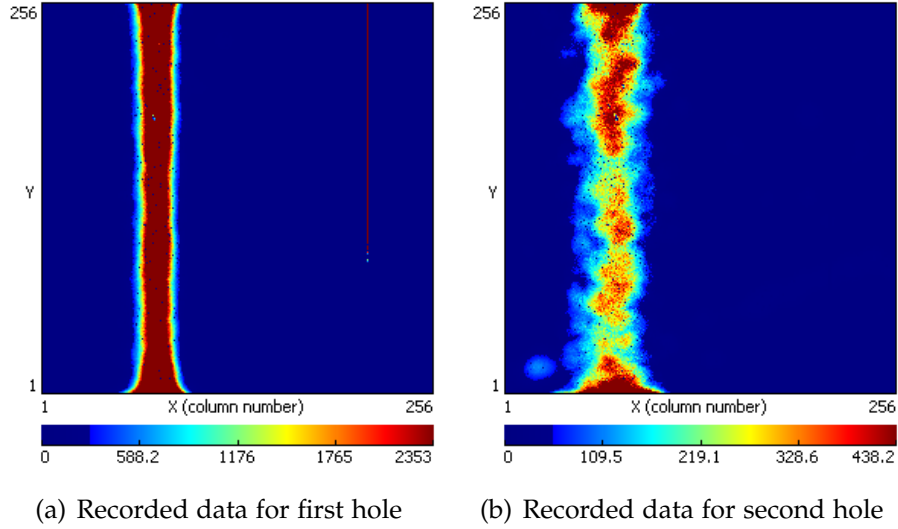 256
Y
1
1 X (column number) 256
0 588.2 1176 1765 2353
(a) Recorded data for first hole
256
Y
1
1 X (column number) 256
0 109.5 219.1 328.6 438.2
(b) Recorded data for second hole